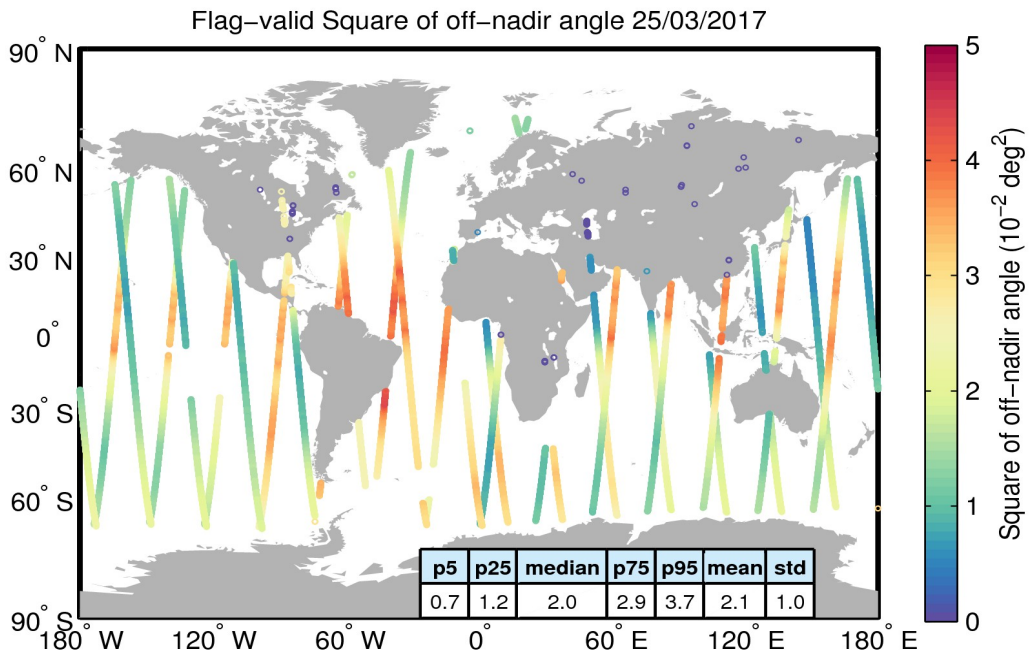 Flag−valid Square of off−nadir angle 25/03/2017
90° N
60° N
30° N
0°
30° S
60° S
90° S
180° W
120° W
60° W
0°
60° E
120° E
180° E
p5 p25 median p75 p95 mean std
0.7 1.2 2.0 2.9 3.7 2.1 1.0
5
4
3
2
1
0
Square of off−nadir angle (10⁻² deg²)